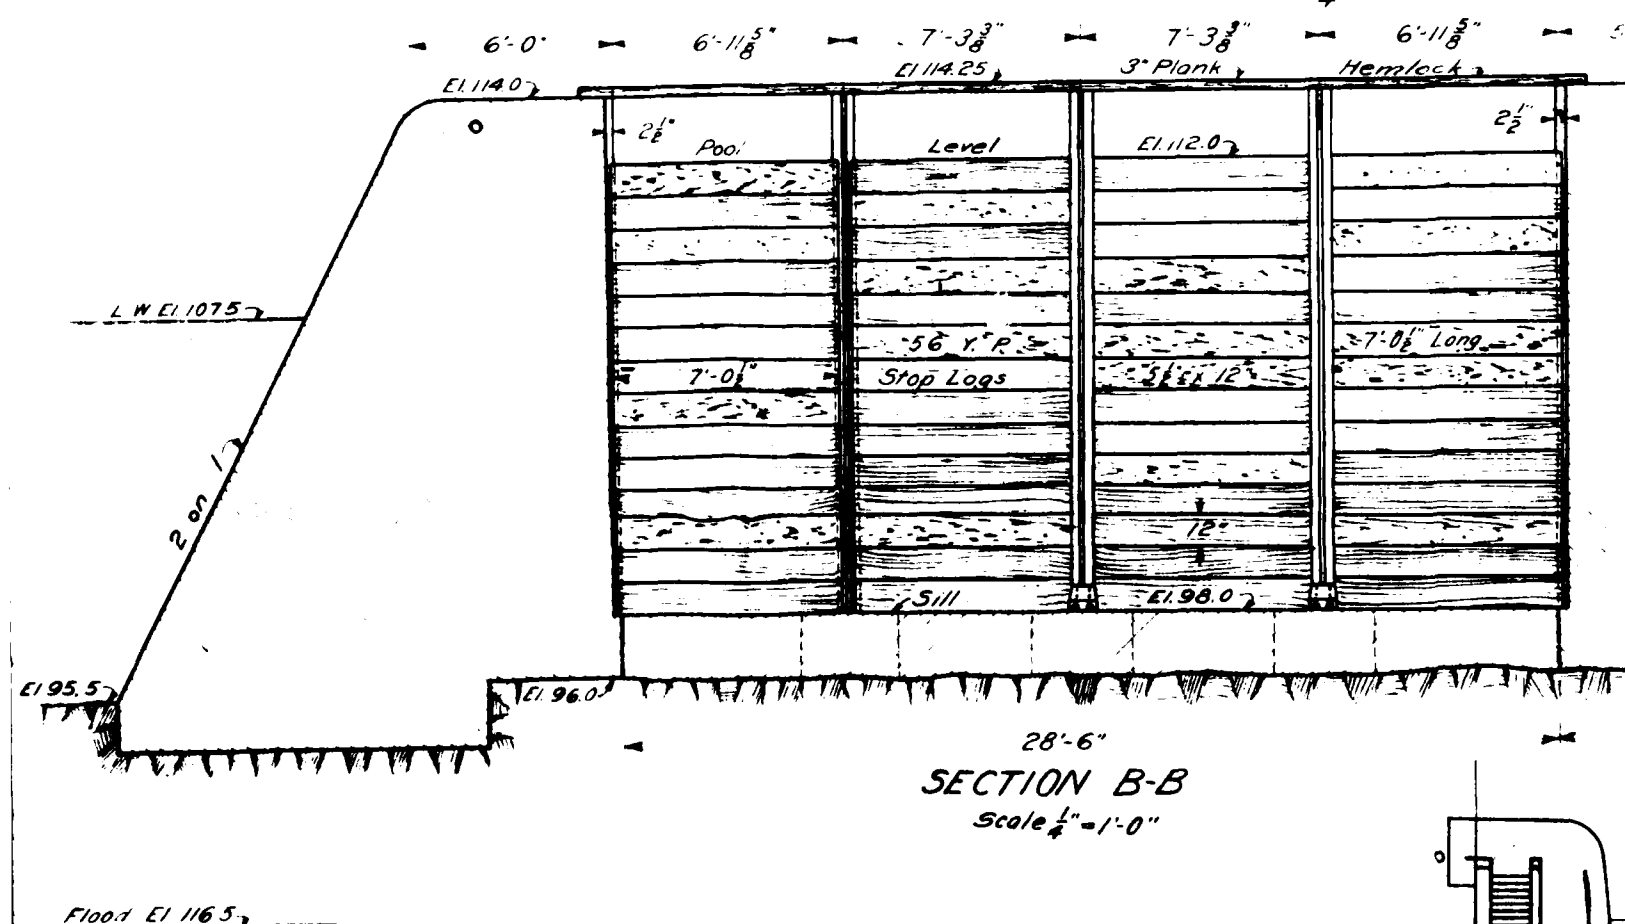 6'-0" 6'-11 5/8" 7'-3 3/8" 7'-3 3/8" 6'-11 5/8"
El. 114.0 El 114.25 3" Plank Hemlock
2 1/2" 2 1/2"
Pool Level El. 112.0
L W El. 107.5
56 Y. P. 7'-0 1/2" Long
7'-0 1/2" Stop Logs 5 1/2" x 12"
2 on 1
12"
Sill El. 98.0
El 95.5 El. 96.0
28'-6"
SECTION B-B
Scale 1/4" = 1'-0"
Flood El 116 5